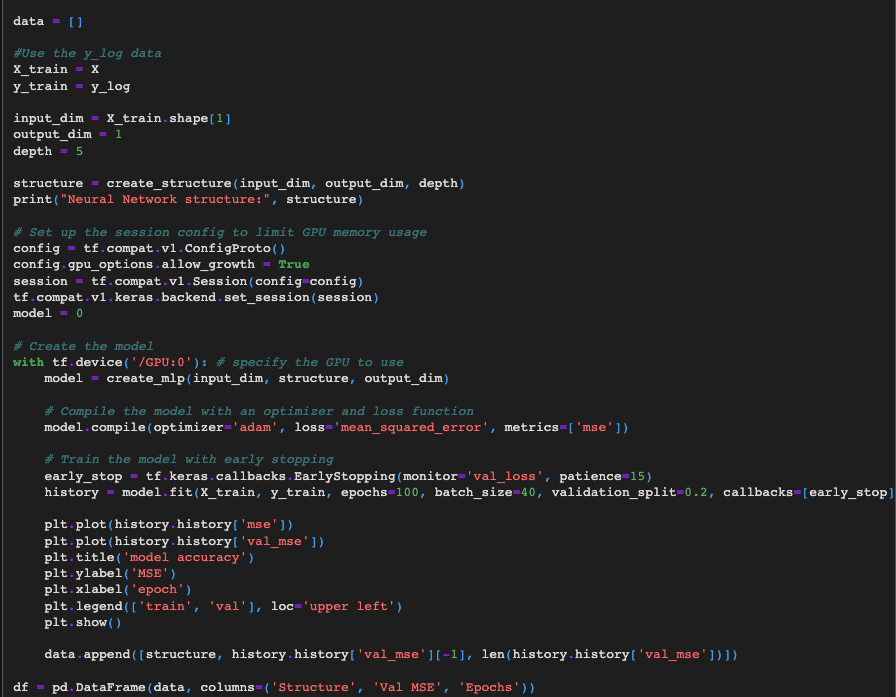 data = []
#Use the y_log data
X_train = X
y_train = y_log
input_dim = X_train.shape[1]
output_dim = 1
depth = 5
structure = create_structure(input_dim, output_dim, depth)
print("Neural Network structure:", structure)
# Set up the session config to limit GPU memory usage
config = tf.compat.v1.ConfigProto()
config.gpu_options.allow_growth = True
session = tf.compat.v1.Session(config=config)
tf.compat.v1.keras.backend.set_session(session)
model = 0
# Create the model
with tf.device('/GPU:0'): # specify the GPU to use
    model = create_mlp(input_dim, structure, output_dim)
    # Compile the model with an optimizer and loss function
    model.compile(optimizer='adam', loss='mean_squared_error', metrics=['mse'])
    # Train the model with early stopping
    early_stop = tf.keras.callbacks.EarlyStopping(monitor='val_loss', patience=15)
    history = model.fit(X_train, y_train, epochs=100, batch_size=40, validation_split=0.2, callbacks=[early_stop]
    plt.plot(history.history['mse'])
    plt.plot(history.history['val_mse'])
    plt.title('model accuracy')
    plt.ylabel('MSE')
    plt.xlabel('epoch')
    plt.legend(['train', 'val'], loc='upper left')
    plt.show()
    data.append([structure, history.history['val_mse'][-1], len(history.history['val_mse'])])
df = pd.DataFrame(data, columns=('Structure', 'Val MSE', 'Epochs'))